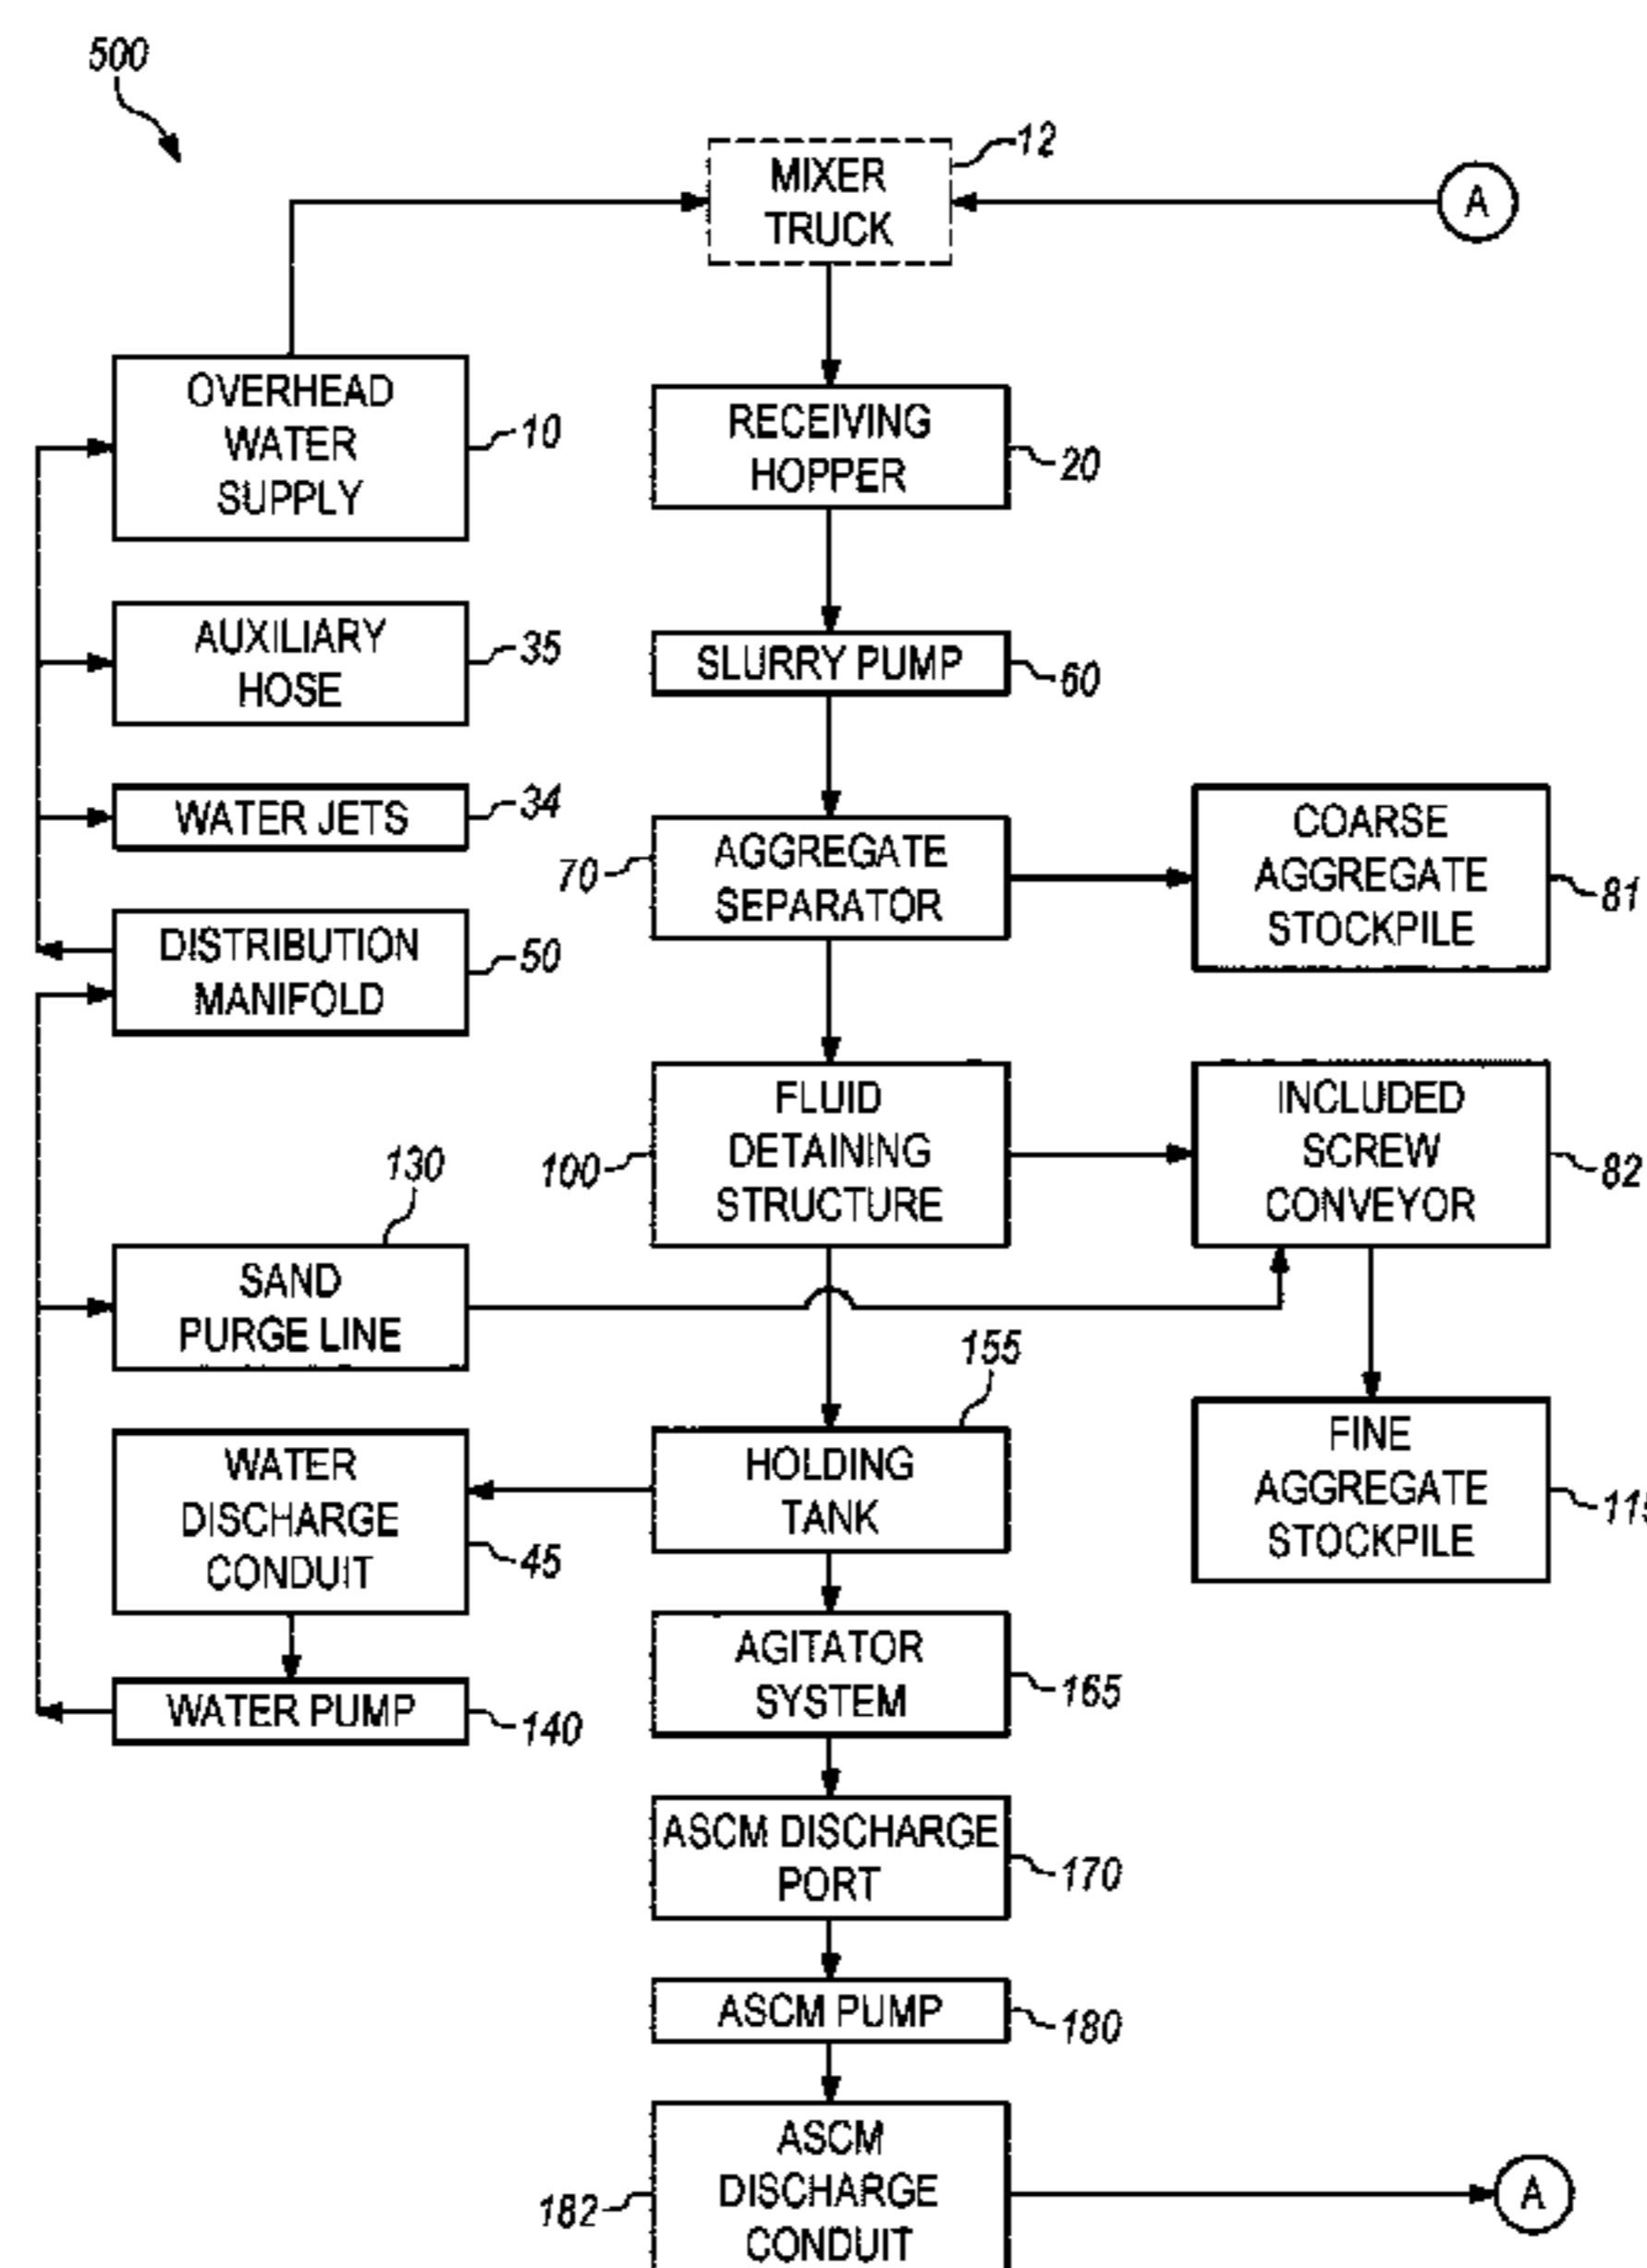 500
MIXER
TRUCK
12
A
OVERHEAD
WATER
SUPPLY
10
RECEIVING
HOPPER
20
AUXILIARY
HOSE
35
SLURRY PUMP
60
WATER JETS
34
70
AGGREGATE
SEPARATOR
COARSE
AGGREGATE
STOCKPILE
81
DISTRIBUTION
MANIFOLD
50
100
FLUID
DETAINING
STRUCTURE
INCLUDED
SCREW
CONVEYOR
82
130
SAND
PURGE LINE
155
HOLDING
TANK
WATER
DISCHARGE
CONDUIT
45
FINE
AGGREGATE
STOCKPILE
AGITATOR
SYSTEM
165
WATER PUMP
140
ASCM DISCHARGE
PORT
170
ASCM PUMP
180
182
ASCM
DISCHARGE
CONDUIT
A